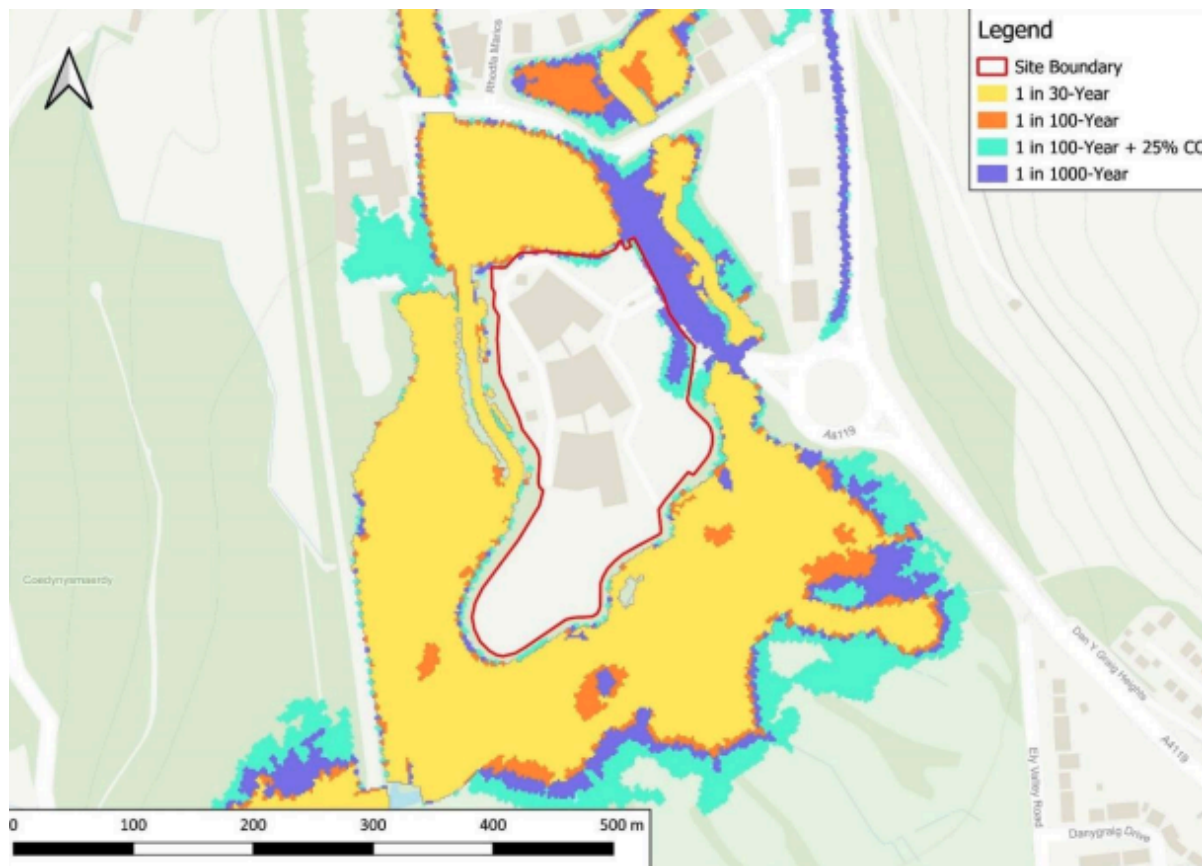 Legend
Site Boundary
1 in 30-Year
1 in 100-Year
1 in 100-Year + 25% CC
1 in 1000-Year
Rhodfa Marics
A4119
Coedynysmaerdy
Dan Y Graig Heights
A4119
Ely Valley Road
Danygraig Drive
0 100 200 300 400 500 m